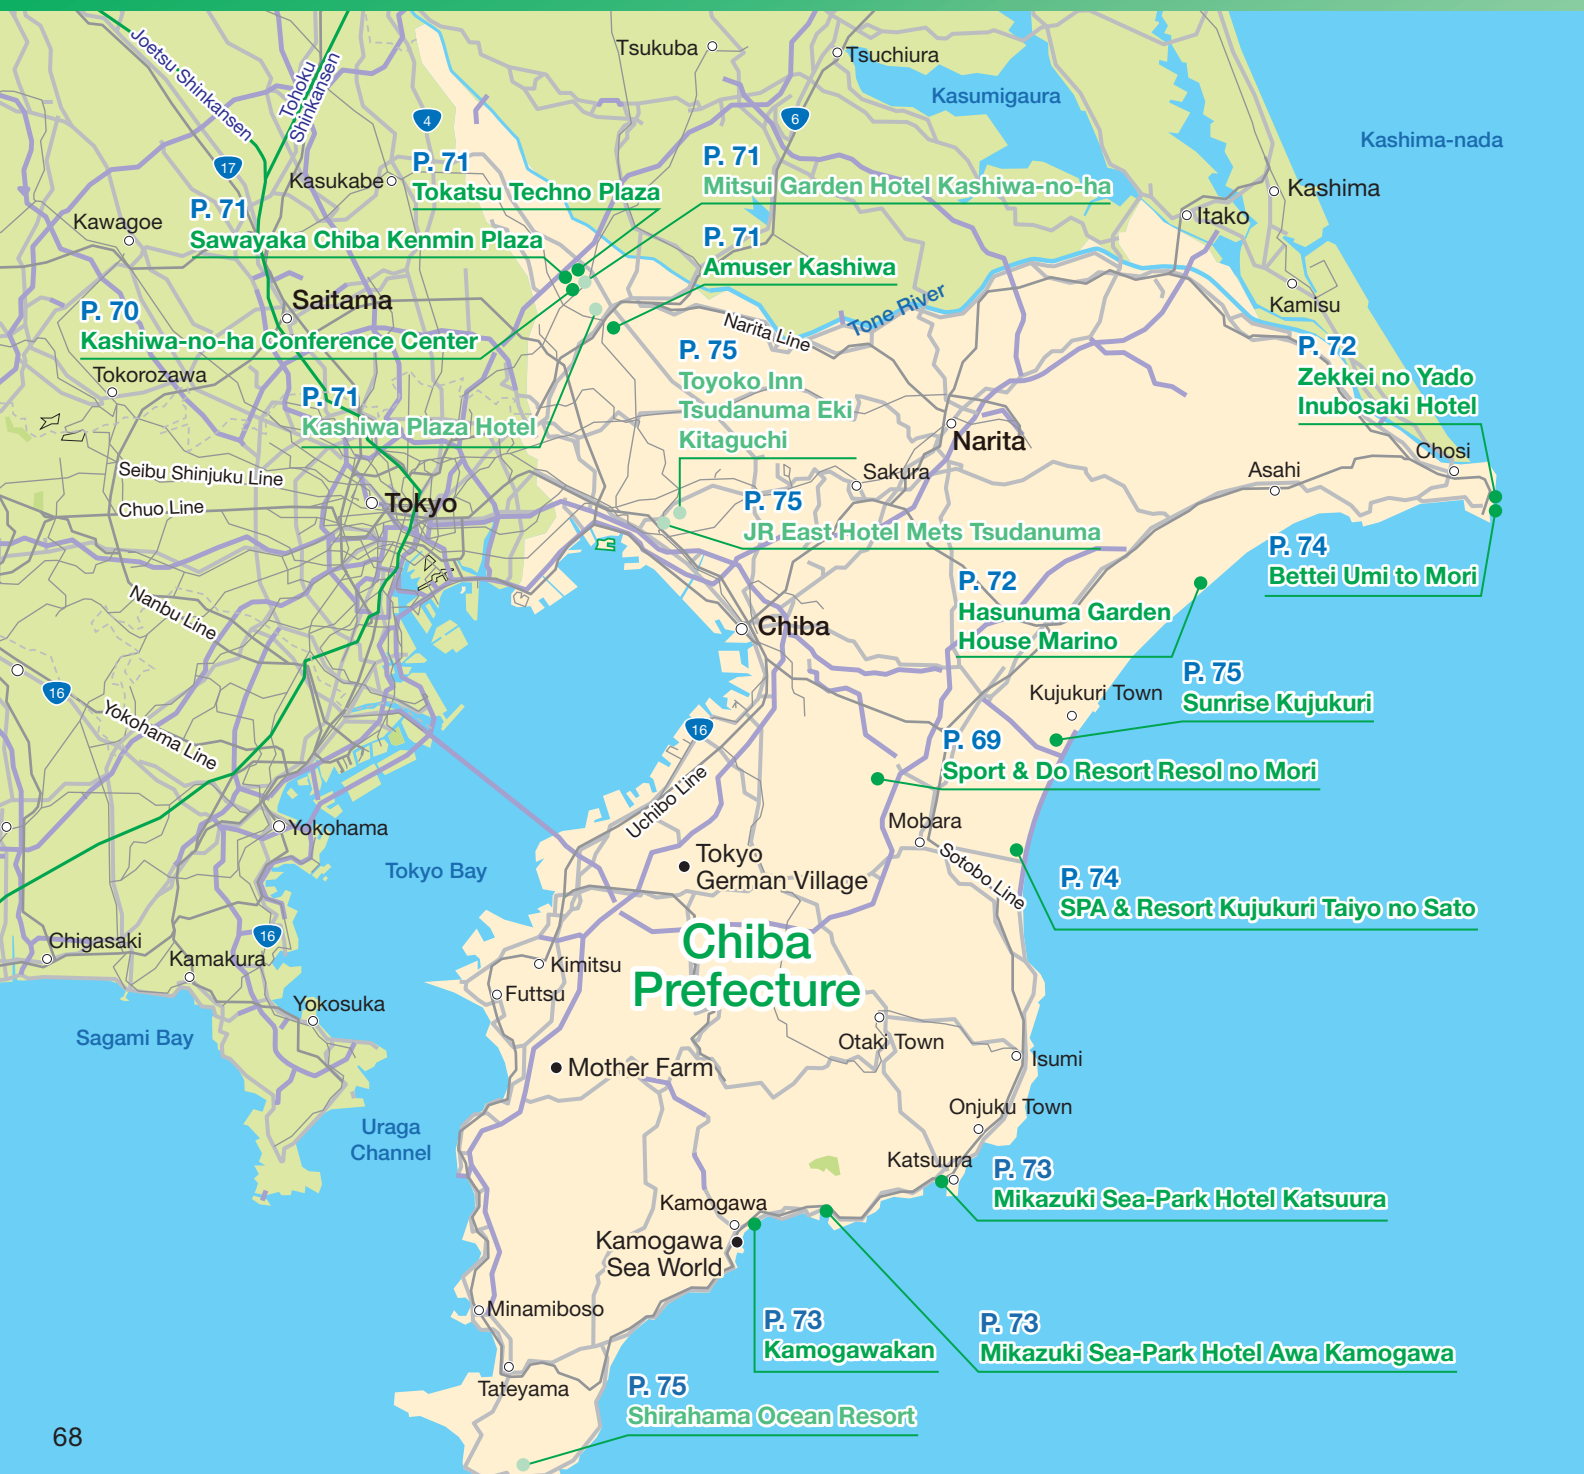 Joetsu Shinkansen
Tohoku
Shinkansen
Tsukuba
Tsuchiura
Kasumigaura
Kashima-nada
4
6
17
P. 71
Tokatsu Techno Plaza
P. 71
Mitsui Garden Hotel Kashiwa-no-ha
Kasukabe
Kashima
Kawagoe
P. 71
Sawayaka Chiba Kenmin Plaza
Itako
P. 71
Amuser Kashiwa
Saitama
Kamisu
Tone River
P. 70
Kashiwa-no-ha Conference Center
Narita Line
Tokorozawa
P. 75
Toyoko Inn
Tsudanuma Eki
Kitaguchi
P. 72
Zekkei no Yado
Inubosaki Hotel
P. 71
Kashiwa Plaza Hotel
Narita
Chosi
Seibu Shinjuku Line
Sakura
Asahi
Chuo Line
Tokyo
P. 75
JR East Hotel Mets Tsudanuma
P. 74
Bettei Umi to Mori
Nanbu Line
P. 72
Hasunuma Garden
House Marino
Chiba
16
Kujukuri Town
P. 75
Sunrise Kujukuri
Yokohama Line
16
P. 69
Sport & Do Resort Resol no Mori
Uchibo Line
Yokohama
Mobara
Tokyo Bay
Tokyo
German Village
Sotobo Line
P. 74
SPA & Resort Kujukuri Taiyo no Sato
16
Chigasaki
Kamakura
Chiba
Prefecture
Kimitsu
Futtsu
Yokosuka
Sagami Bay
Otaki Town
Isumi
Mother Farm
Uraga
Channel
Onjuku Town
Katsuura
P. 73
Mikazuki Sea-Park Hotel Katsuura
Kamogawa
Kamogawa
Sea World
Minamiboso
P. 73
Kamogawakan
P. 73
Mikazuki Sea-Park Hotel Awa Kamogawa
Tateyama
P. 75
Shirahama Ocean Resort
68